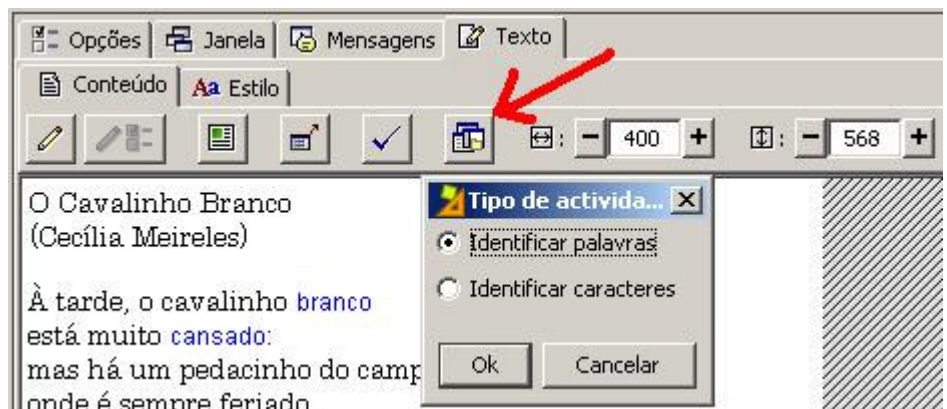 Opções Janela Mensagens Texto
Conteúdo Aa Estilo
: - 400 + : - 568 +
O Cavalinho Branco
(Cecília Meireles)
À tarde, o cavalinho branco
está muito cansado:
mas há um pedacinho do camp
onde é sempre feriado
Tipo de activida...
Identificar palavras
Identificar caracteres
Ok Cancelar